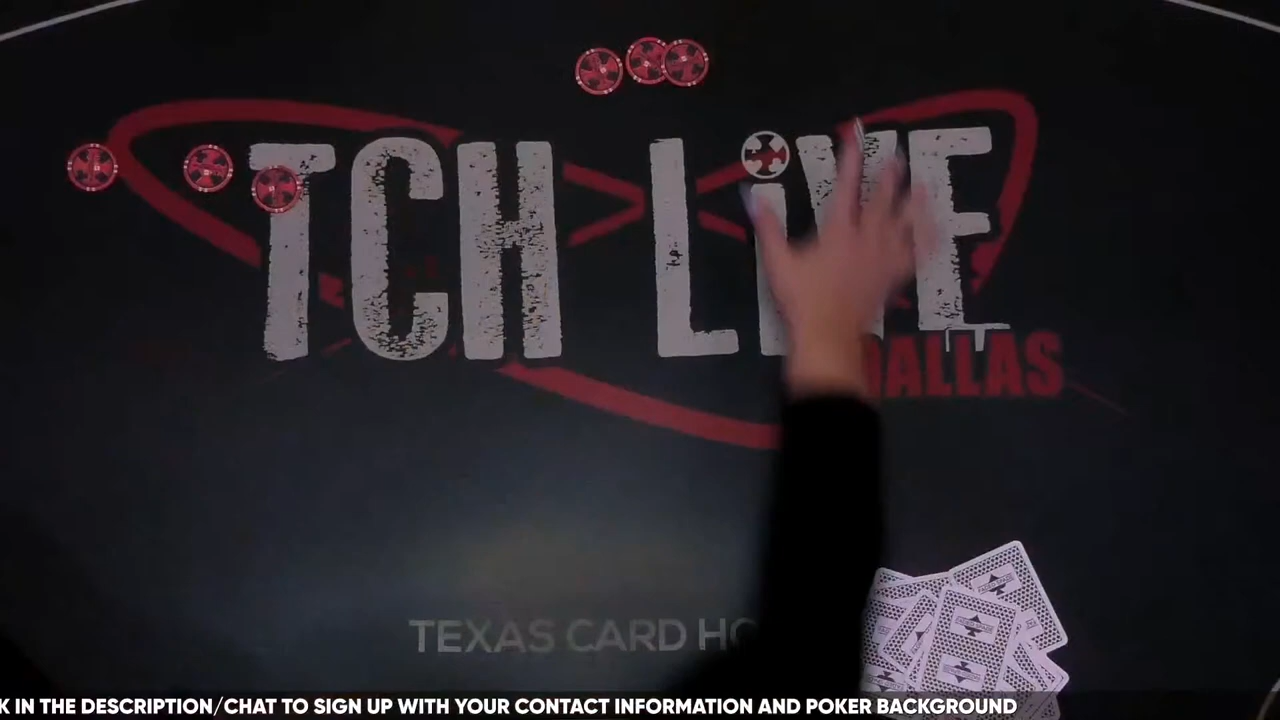 TCH LiVE
DALLAS
TEXAS CARD HO
K IN THE DESCRIPTION/CHAT TO SIGN UP WITH YOUR CONTACT INFORMATION AND POKER BACKGROUND